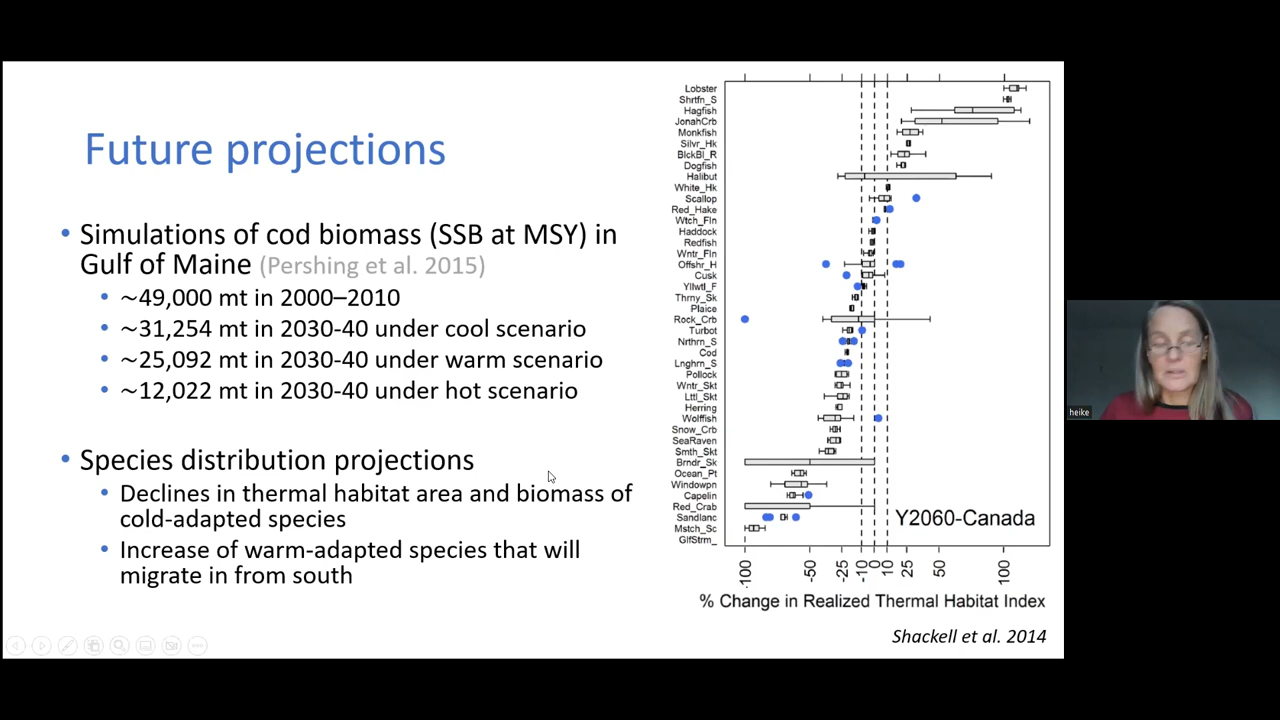 Future projections
• Simulations of cod biomass (SSB at MSY) in
Gulf of Maine (Pershing et al. 2015)
• ~49,000 mt in 2000–2010
• ~31,254 mt in 2030-40 under cool scenario
• ~25,092 mt in 2030-40 under warm scenario
• ~12,022 mt in 2030-40 under hot scenario
• Species distribution projections
• Declines in thermal habitat area and biomass of
cold-adapted species
• Increase of warm-adapted species that will
migrate in from south
Lobster
Shrtfn_S
Hagfish
JonahCrb
Monkfish
Silvr_Hk
BlckBl_R
Dogfish
Halibut
White_Hk
Scallop
Red_Hake
Wtch_Fln
Haddock
Redfish
Wntr_Fln
Offshr_H
Cusk
Yllwtl_F
Thrny_Sk
Plaice
Rock_Crb
Turbot
Nrthrn_S
Cod
Lnghrn_S
Pollock
Wntr_Skt
Lttl_Skt
Herring
Wolffish
Snow_Crb
SeaRaven
Smth_Skt
Brndr_Sk
Ocean_Pt
Windowpn
Capelin
Red_Crab
Sandlanc
Mstch_Sc
GlfStrm_
Y2060-Canada
-100 -50 -25 -10 0 10 25 50 100
% Change in Realized Thermal Habitat Index
Shackell et al. 2014
heike